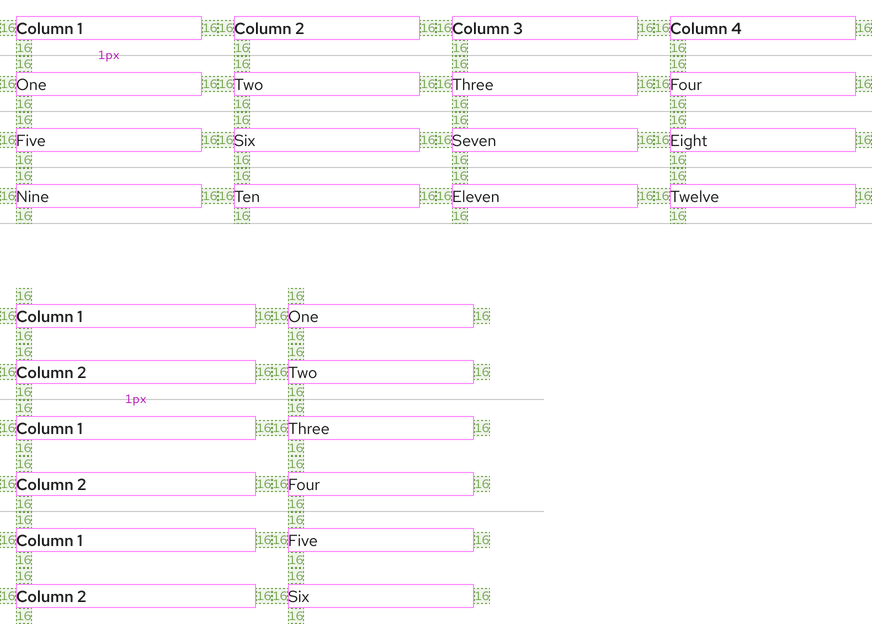 16 Column 1 16 16 Column 2 16 16 Column 3 16 16 Column 4 16
16 16 16 16
1px
16 16 16 16
16 One 16 16 Two 16 16 Three 16 16 Four 16
16 16 16 16
16 16 16 16
16 Five 16 16 Six 16 16 Seven 16 16 Eight 16
16 16 16 16
16 16 16 16
16 Nine 16 16 Ten 16 16 Eleven 16 16 Twelve 16
16 16 16 16
16 16
16 Column 1 16 16 One 16
16 16
16 16
16 Column 2 16 16 Two 16
16 16
1px
16 16
16 Column 1 16 16 Three 16
16 16
16 16
16 Column 2 16 16 Four 16
16 16
16 16
16 Column 1 16 16 Five 16
16 16
16 16
16 Column 2 16 16 Six 16
16 16